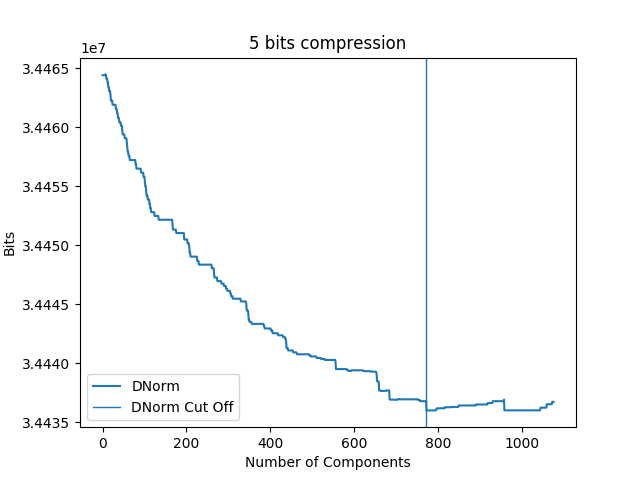 5 bits compression
1e7
3.4465
3.4460
3.4455
3.4450
3.4445
3.4440
3.4435
Bits
DNorm
DNorm Cut Off
0 200 400 600 800 1000
Number of Components